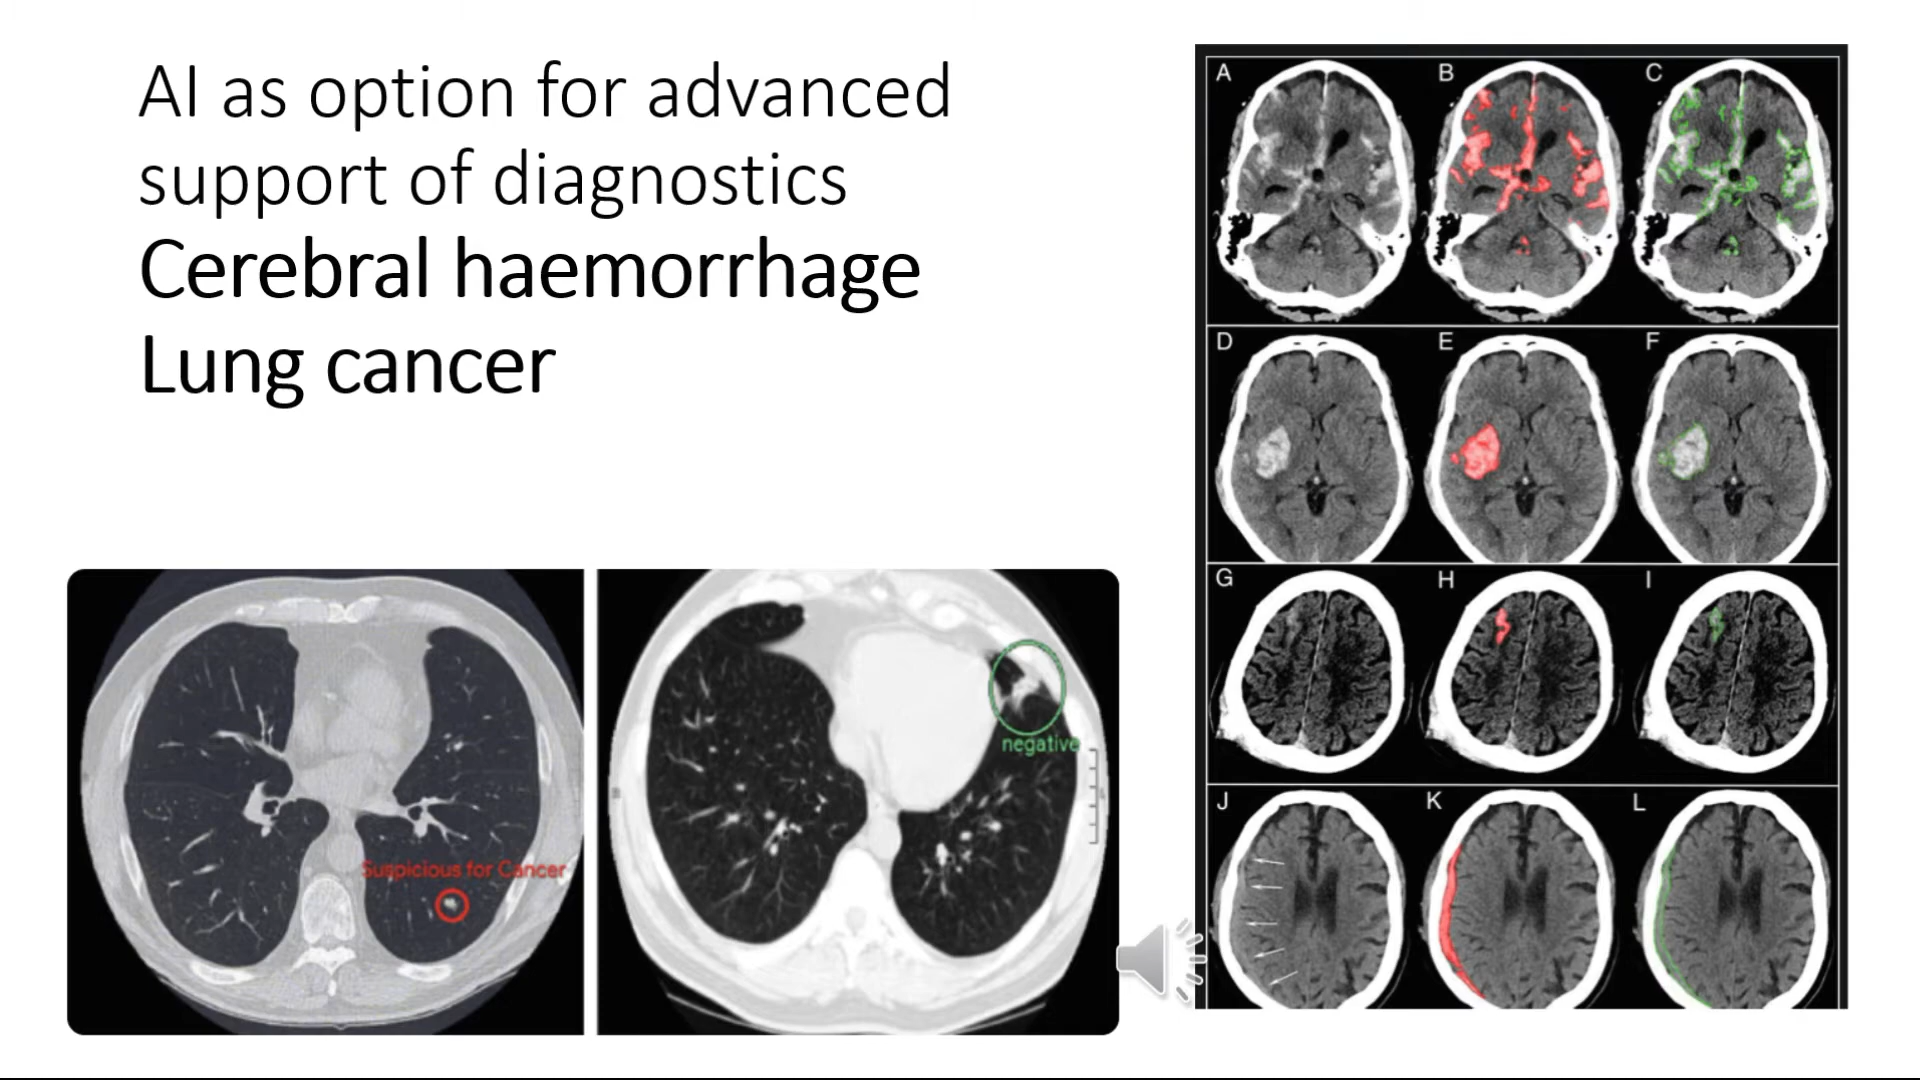 AI as option for advanced
support of diagnostics
Cerebral haemorrhage
Lung cancer
A B C
D E F
G H I
J K L
Suspicious for Cancer
negative